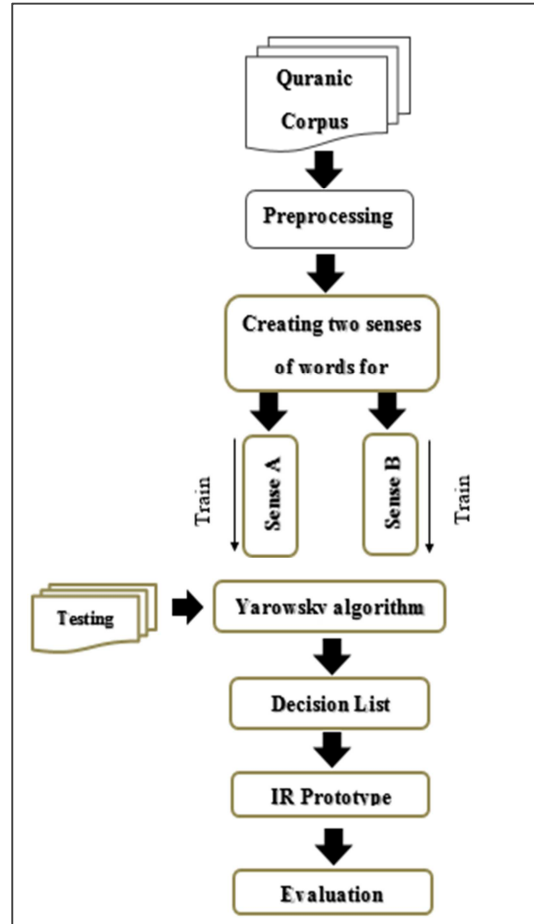 Quranic
Corpus
Preprocessing
Creating two senses
of words for
Train
Sense A
Sense B
Train
Testing
Yarowskv algorithm
Decision List
IR Prototype
Evaluation